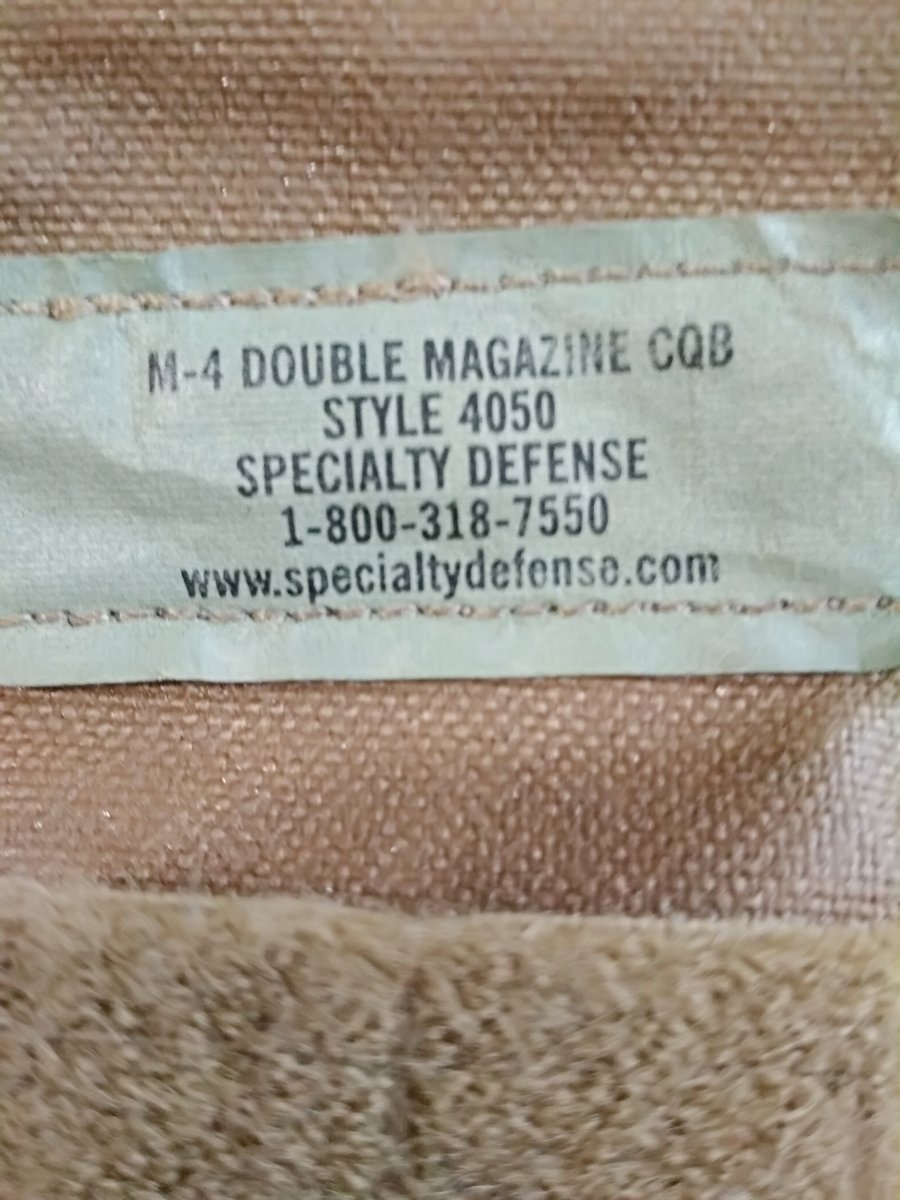 M-4 DOUBLE MAGAZINE CQB
STYLE 4050
SPECIALTY DEFENSE
1-800-318-7550
www.specialtydefense.com